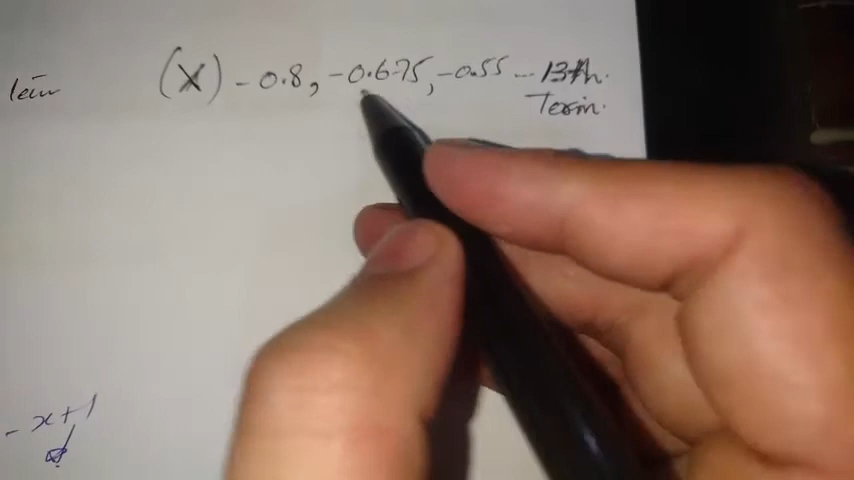 (X) -0.8, -0.675, -0.55 --- 13th.
Term.
- x+1